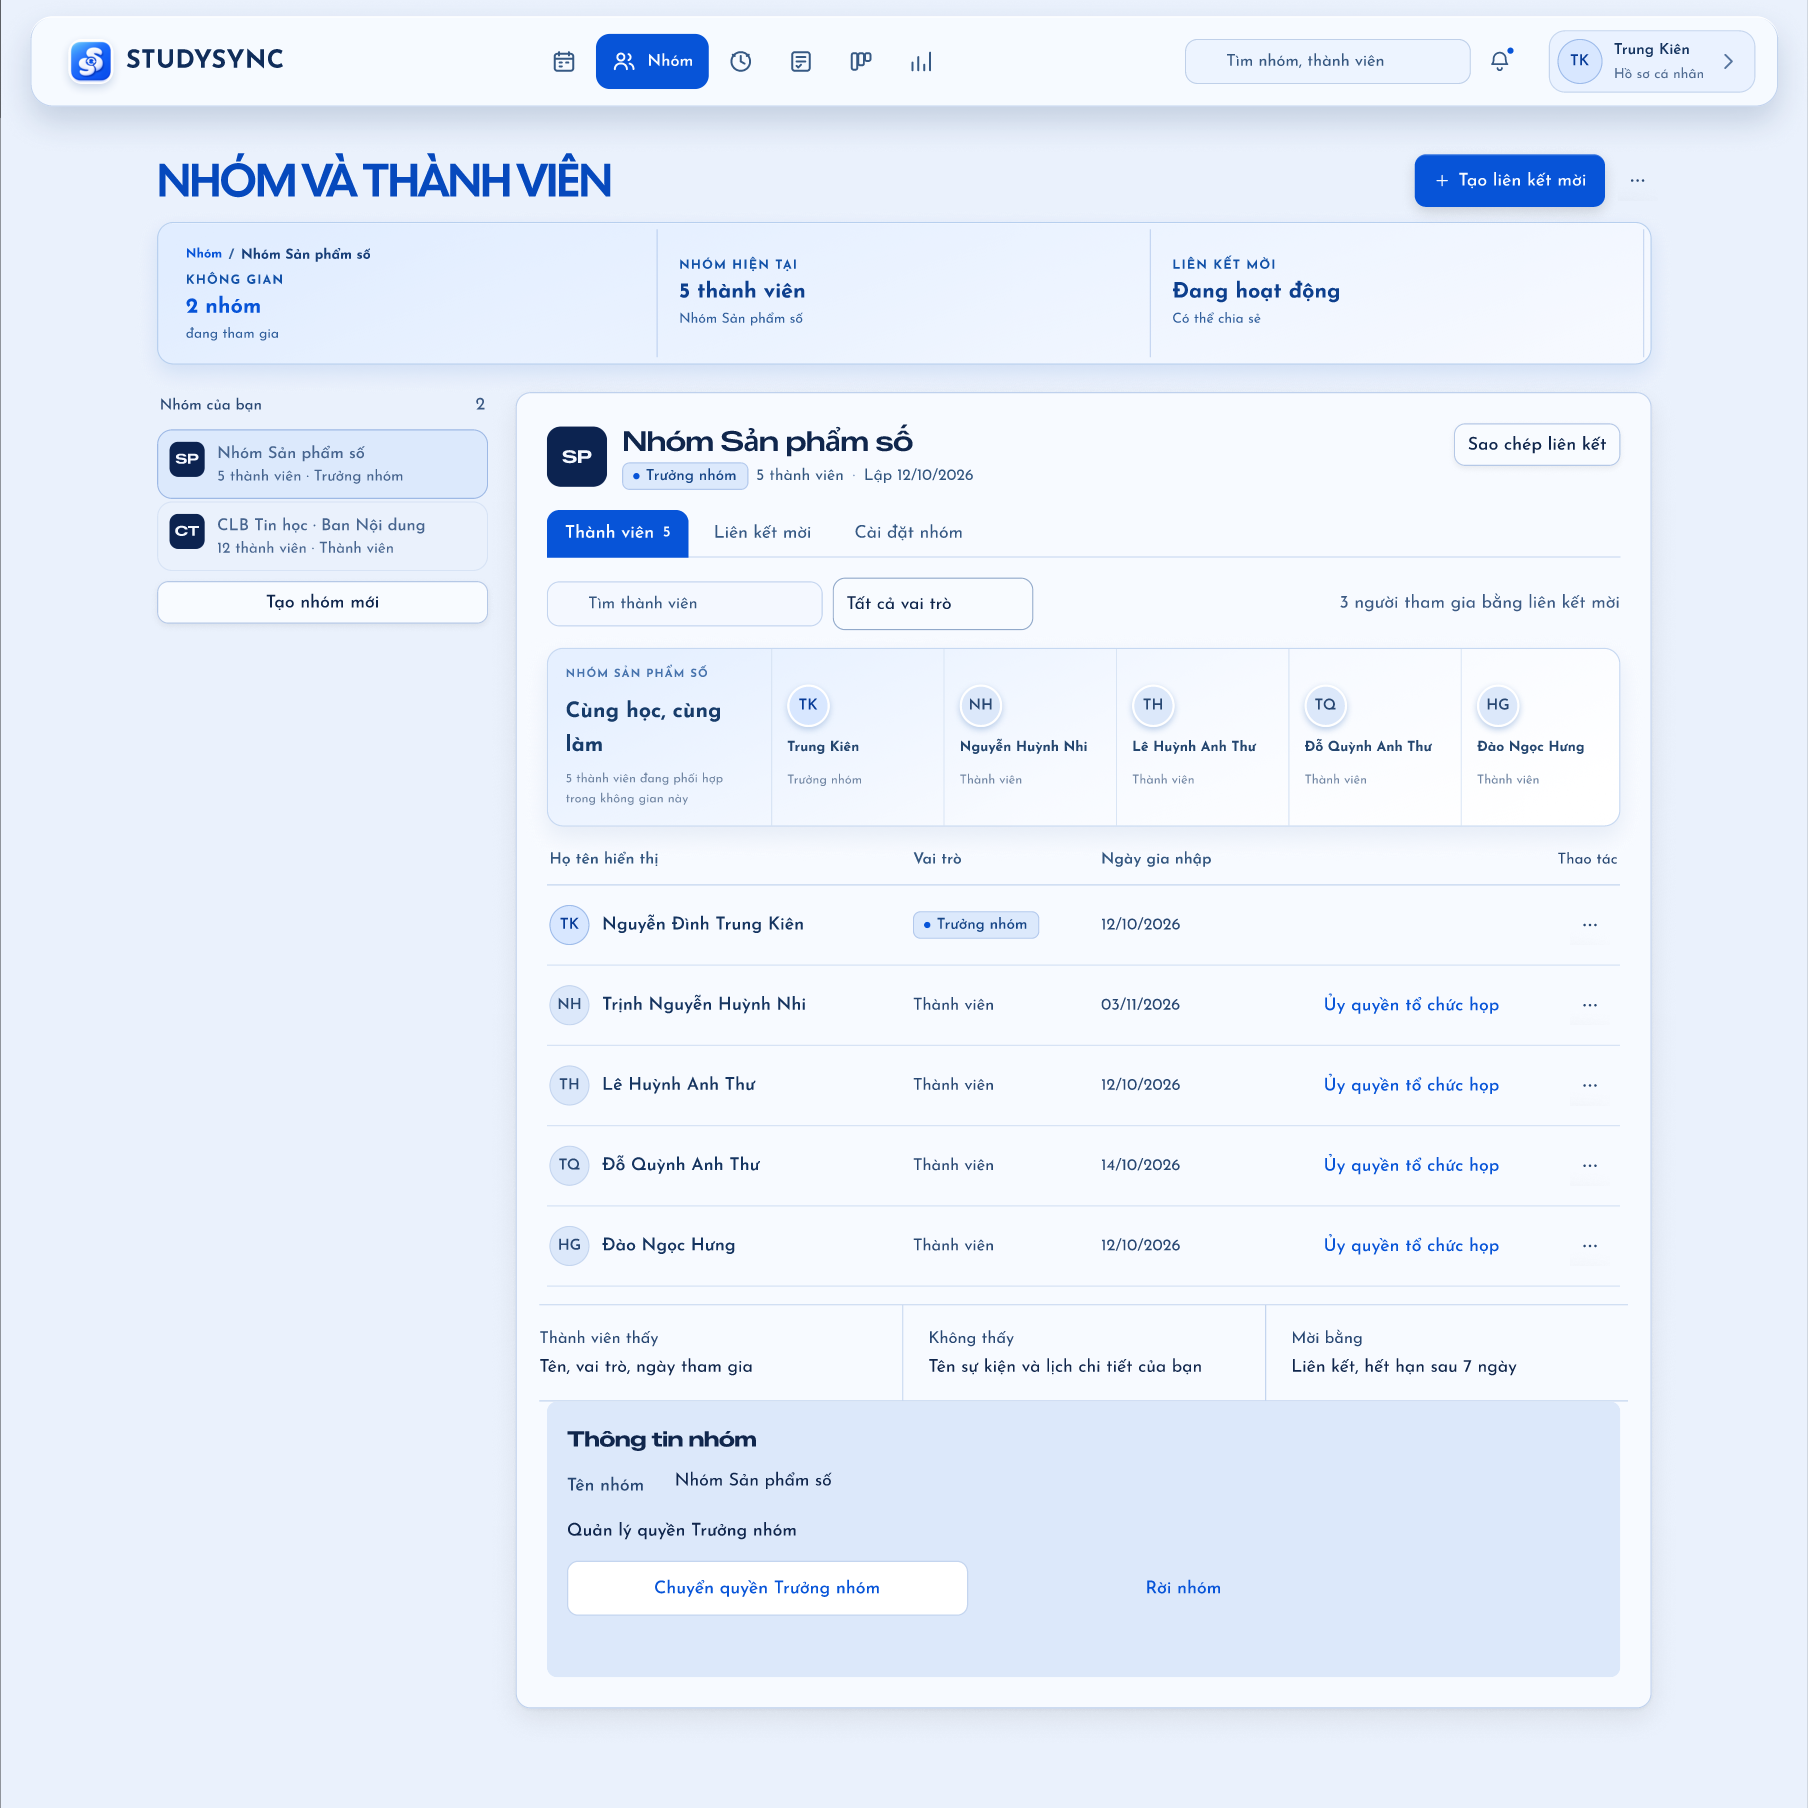 STUDYSYNC
Nhóm
Tìm nhóm, thành viên
TK
Trung Kiên
Hồ sơ cá nhân
NHÓM VÀ THÀNH VIÊN
+ Tạo liên kết mời
...
Nhóm / Nhóm Sản phẩm số
KHÔNG GIAN
2 nhóm
đang tham gia
NHÓM HIỆN TẠI
5 thành viên
Nhóm Sản phẩm số
LIÊN KẾT MỜI
Đang hoạt động
Có thể chia sẻ
Nhóm của bạn 2
SP
Nhóm Sản phẩm số
5 thành viên · Trưởng nhóm
CT
CLB Tin học · Ban Nội dung
12 thành viên · Thành viên
Tạo nhóm mới
SP
Nhóm Sản phẩm số
Trưởng nhóm 5 thành viên · Lập 12/10/2026
Sao chép liên kết
Thành viên 5 Liên kết mời Cài đặt nhóm
Tìm thành viên Tất cả vai trò 3 người tham gia bằng liên kết mời
NHÓM SẢN PHẨM SỐ
Cùng học, cùng
làm
5 thành viên đang phối hợp
trong không gian này
TK
Trung Kiên
Trưởng nhóm
NH
Nguyễn Huỳnh Nhi
Thành viên
TH
Lê Huỳnh Anh Thư
Thành viên
TQ
Đỗ Quỳnh Anh Thư
Thành viên
HG
Đào Ngọc Hưng
Thành viên
Họ tên hiển thị Vai trò Ngày gia nhập Thao tác
TK Nguyễn Đình Trung Kiên Trưởng nhóm 12/10/2026 ...
NH Trịnh Nguyễn Huỳnh Nhi Thành viên 03/11/2026 Ủy quyền tổ chức họp ...
TH Lê Huỳnh Anh Thư Thành viên 12/10/2026 Ủy quyền tổ chức họp ...
TQ Đỗ Quỳnh Anh Thư Thành viên 14/10/2026 Ủy quyền tổ chức họp ...
HG Đào Ngọc Hưng Thành viên 12/10/2026 Ủy quyền tổ chức họp ...
Thành viên thấy
Tên, vai trò, ngày tham gia
Không thấy
Tên sự kiện và lịch chi tiết của bạn
Mời bằng
Liên kết, hết hạn sau 7 ngày
Thông tin nhóm
Tên nhóm Nhóm Sản phẩm số
Quản lý quyền Trưởng nhóm
Chuyển quyền Trưởng nhóm Rời nhóm